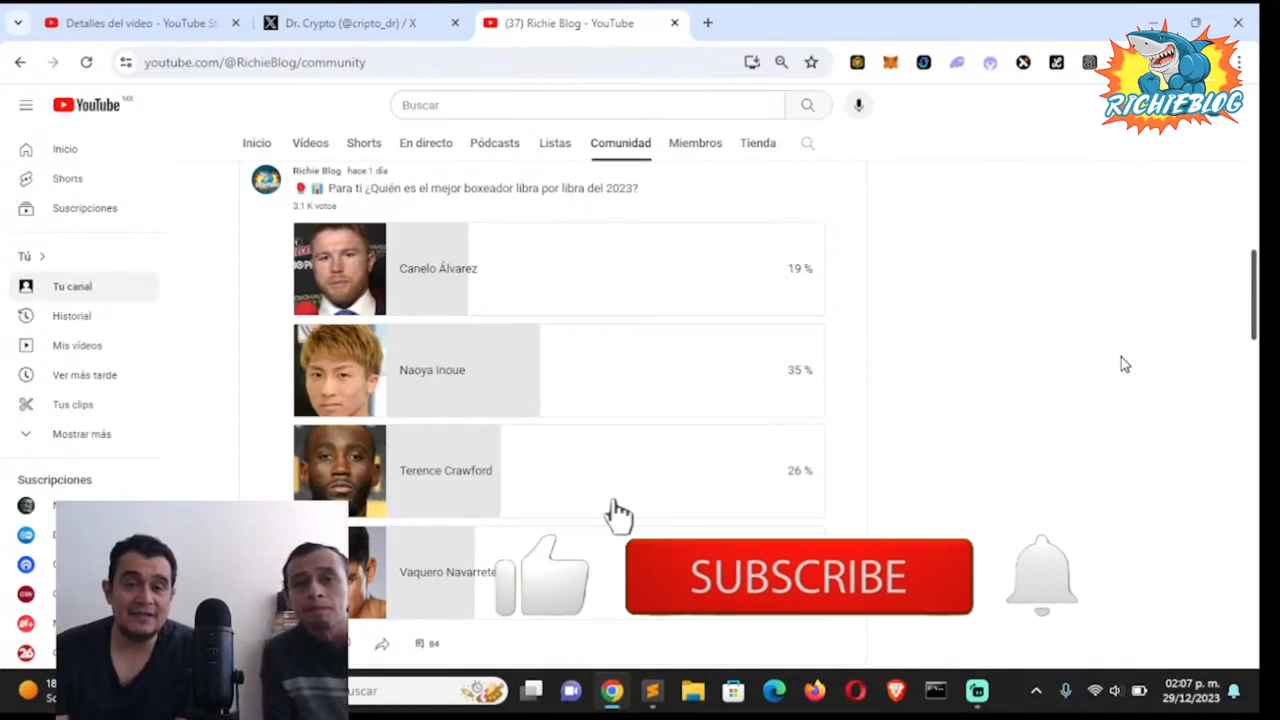 Detalles del vídeo - YouTube St
Dr. Crypto (@cripto_dr) / X
(37) Richie Blog - YouTube
youtube.com/@RichieBlog/community
RICHIEBLOG
YouTube MX
Buscar
Inicio
Vídeos
Shorts
En directo
Pódcasts
Listas
Comunidad
Miembros
Tienda
Inicio
Shorts
Suscripciones
Tú
Tu canal
Historial
Mis vídeos
Ver más tarde
Tus clips
Mostrar más
Suscripciones
Richie Blog hace 1 día
Para ti ¿Quién es el mejor boxeador libra por libra del 2023?
3,1 K votos
Canelo Álvarez 19 %
Naoya Inoue 35 %
Terence Crawford 26 %
Vaquero Navarrete
SUBSCRIBE
84
uscar
02:07 p. m.
29/12/2023